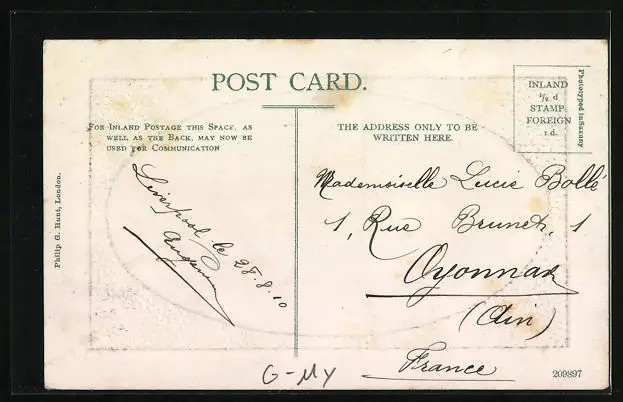 POST CARD.
FOR INLAND POSTAGE THIS SPACE, AS
WELL AS THE BACK, MAY NOW BE
USED FOR COMMUNICATION
THE ADDRESS ONLY TO BE
WRITTEN HERE.
INLAND
½ d
STAMP
FOREIGN
1 d.
Phototyped in Saxony
Philip G. Hunt, London.
Liverpool le 28.8.10
Mademoiselle Lucie Bollé
1, Rue Brunet, 1
Oyonnax
(Ain)
France
G-MY
209897